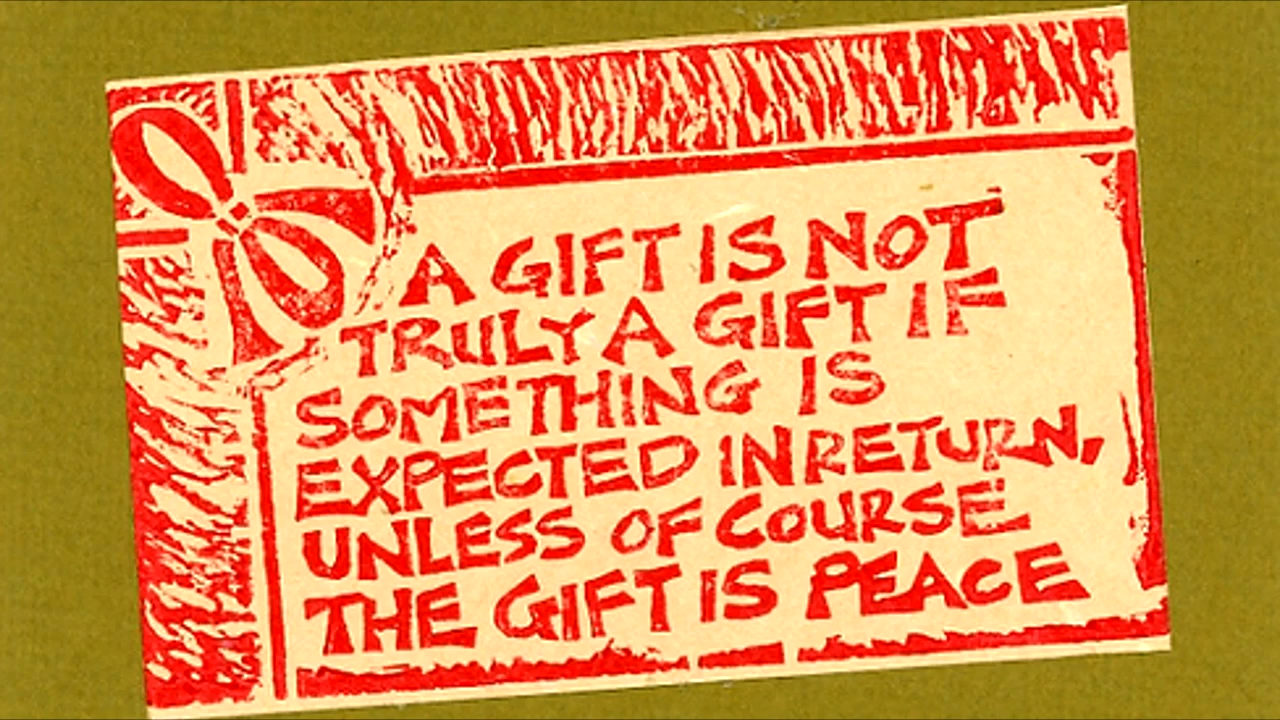 A GIFT IS NOT
TRULY A GIFT IF
SOMETHING IS
EXPECTED IN RETURN,
UNLESS OF COURSE
THE GIFT IS PEACE